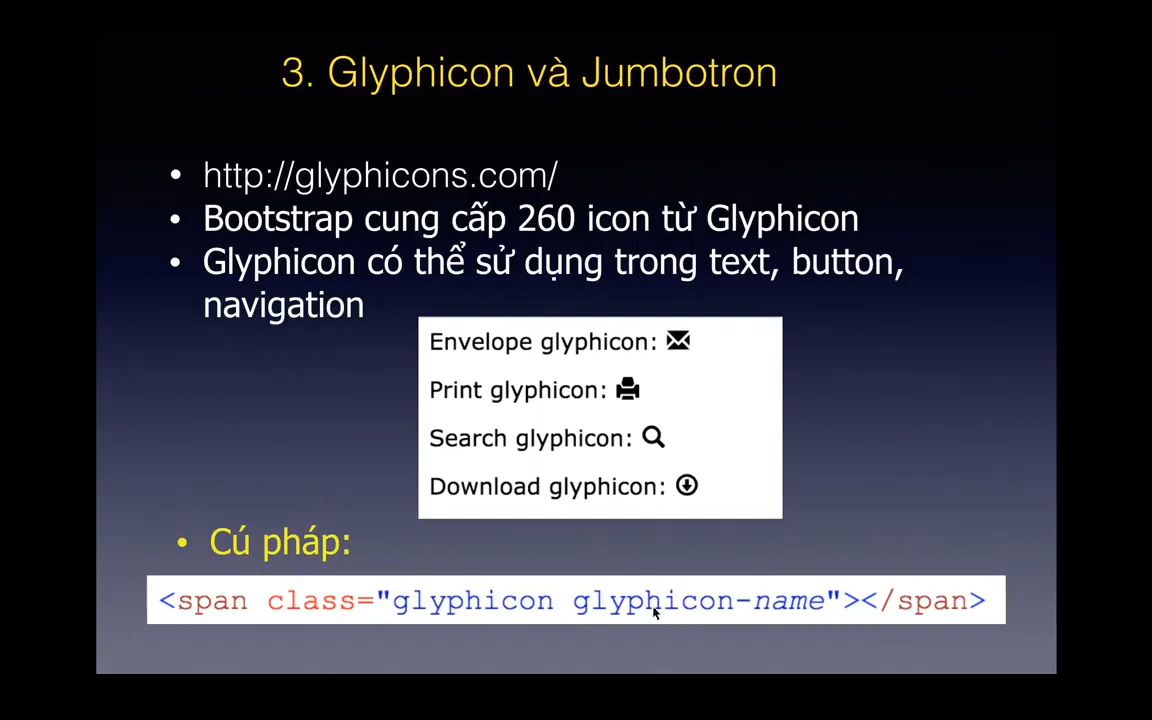 3. Glyphicon và Jumbotron
• http://glyphicons.com/
• Bootstrap cung cấp 260 icon từ Glyphicon
• Glyphicon có thể sử dụng trong text, button,
navigation
Envelope glyphicon:
Print glyphicon:
Search glyphicon:
Download glyphicon:
• Cú pháp:
<span class="glyphicon glyphicon-name"></span>